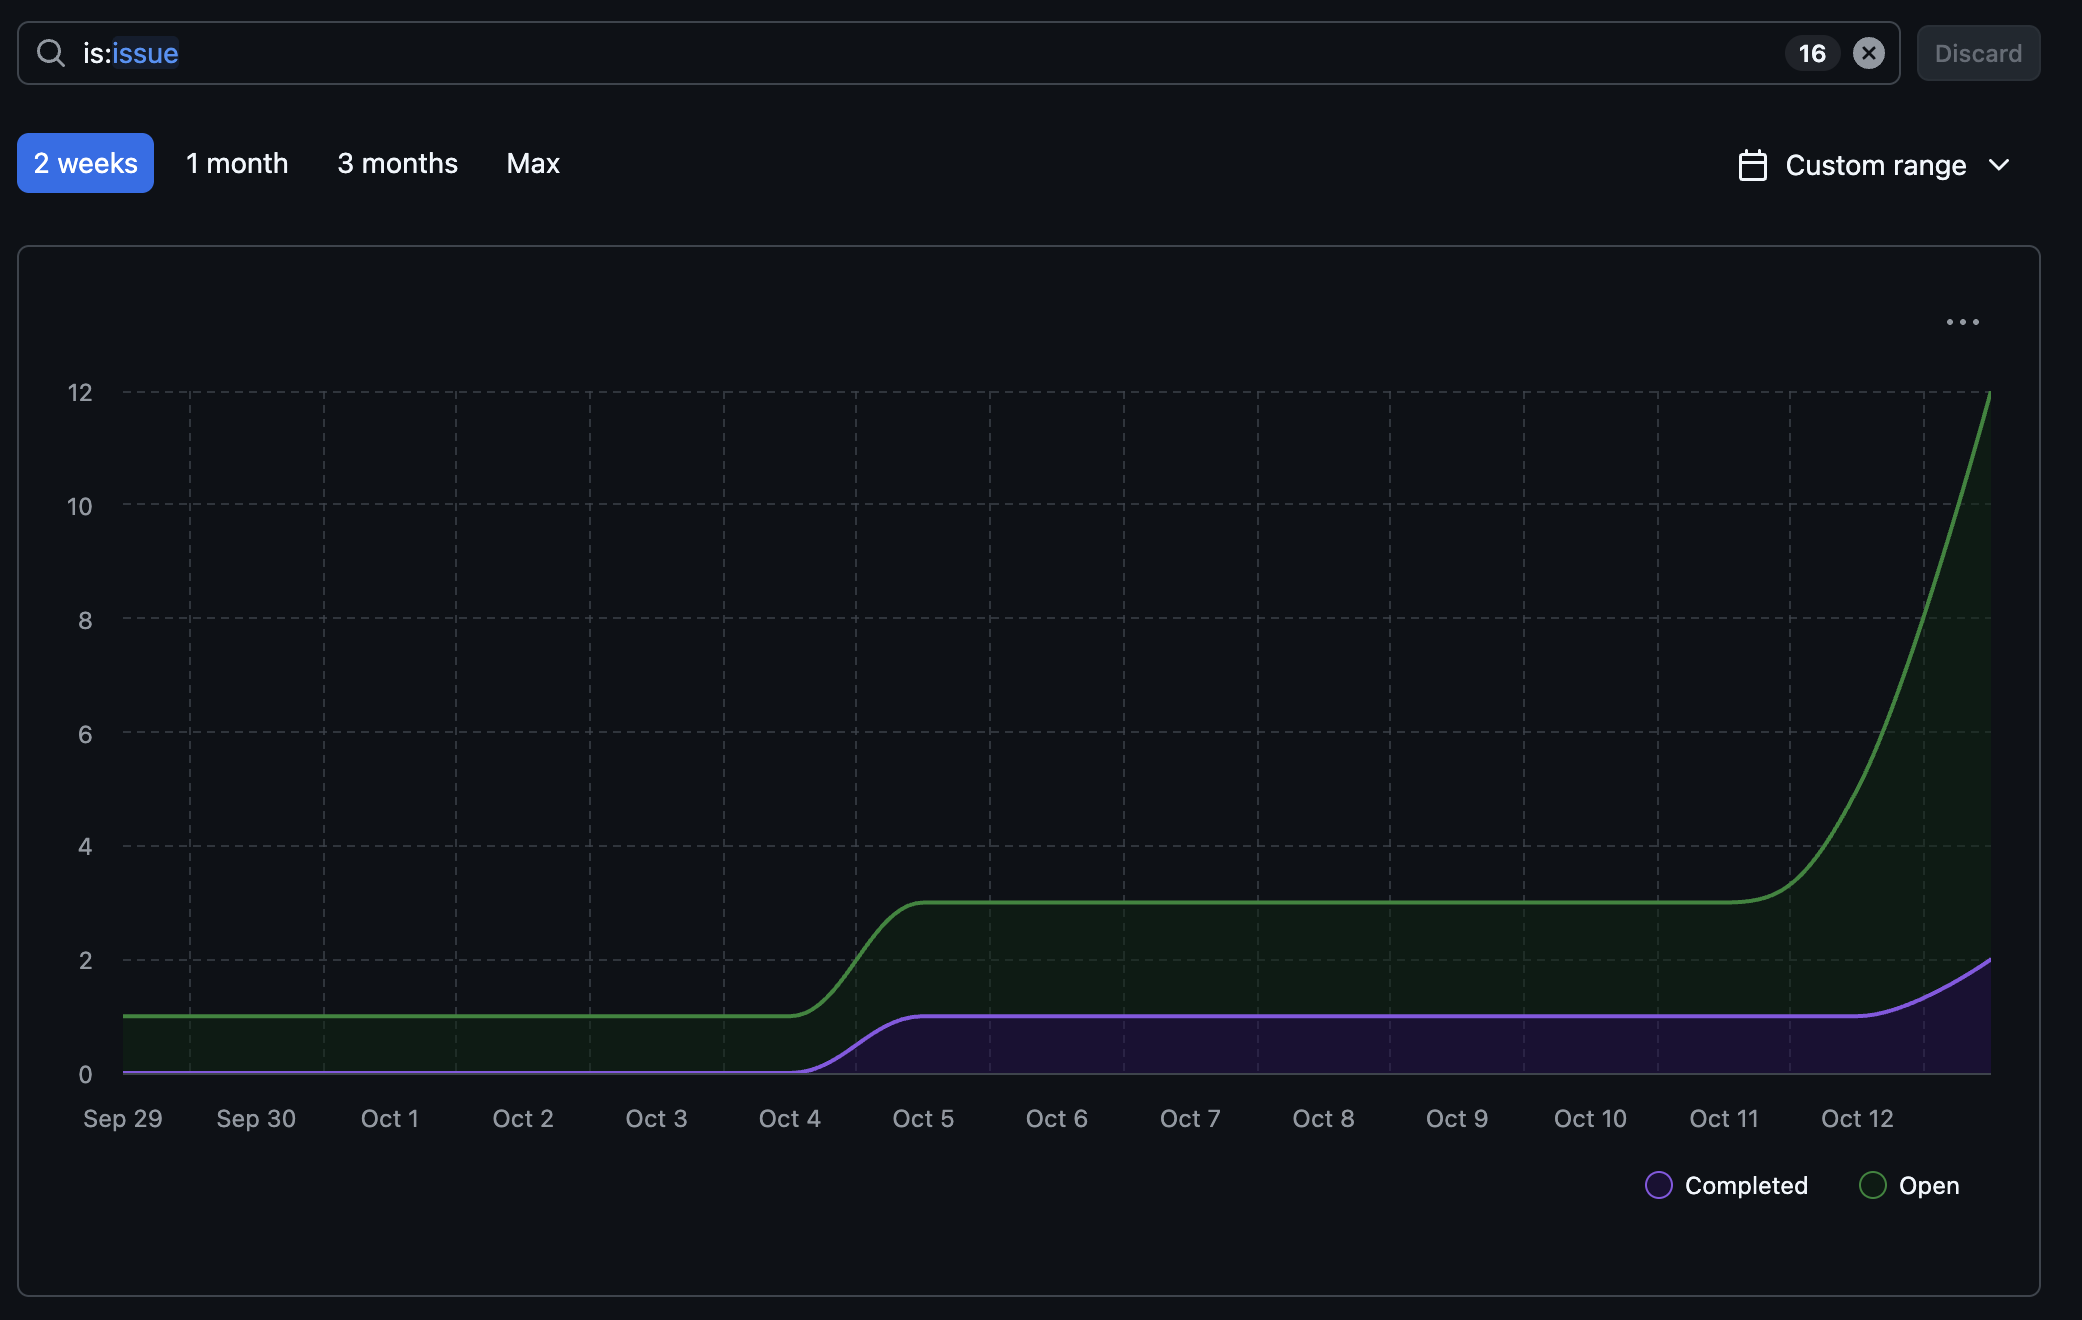 is:issue 16 Discard
2 weeks 1 month 3 months Max Custom range
12
10
8
6
4
2
0
Sep 29 Sep 30 Oct 1 Oct 2 Oct 3 Oct 4 Oct 5 Oct 6 Oct 7 Oct 8 Oct 9 Oct 10 Oct 11 Oct 12
Completed Open